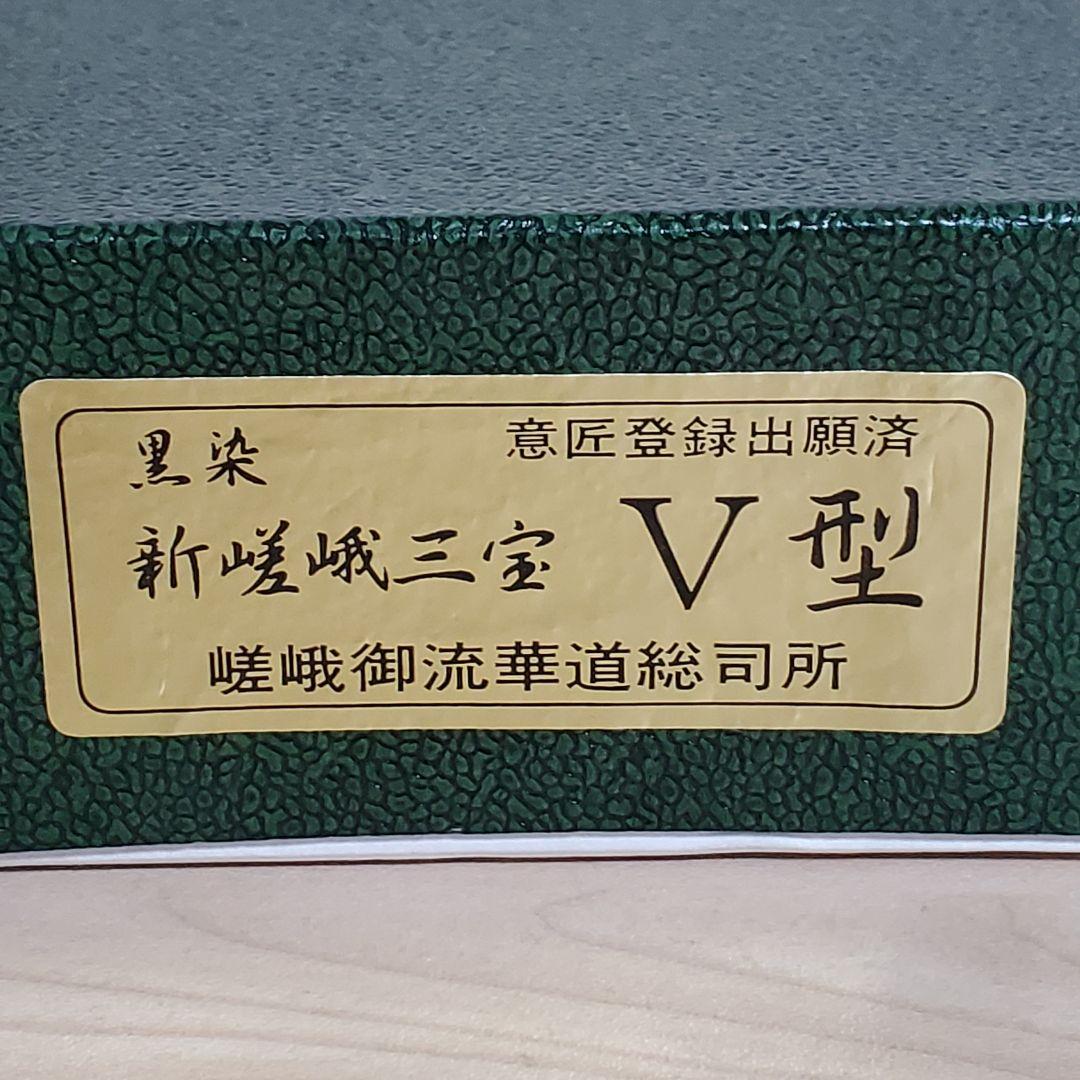 黒染
意匠登録出願済
新嵯峨三宝 V型
嵯峨御流華道総司所